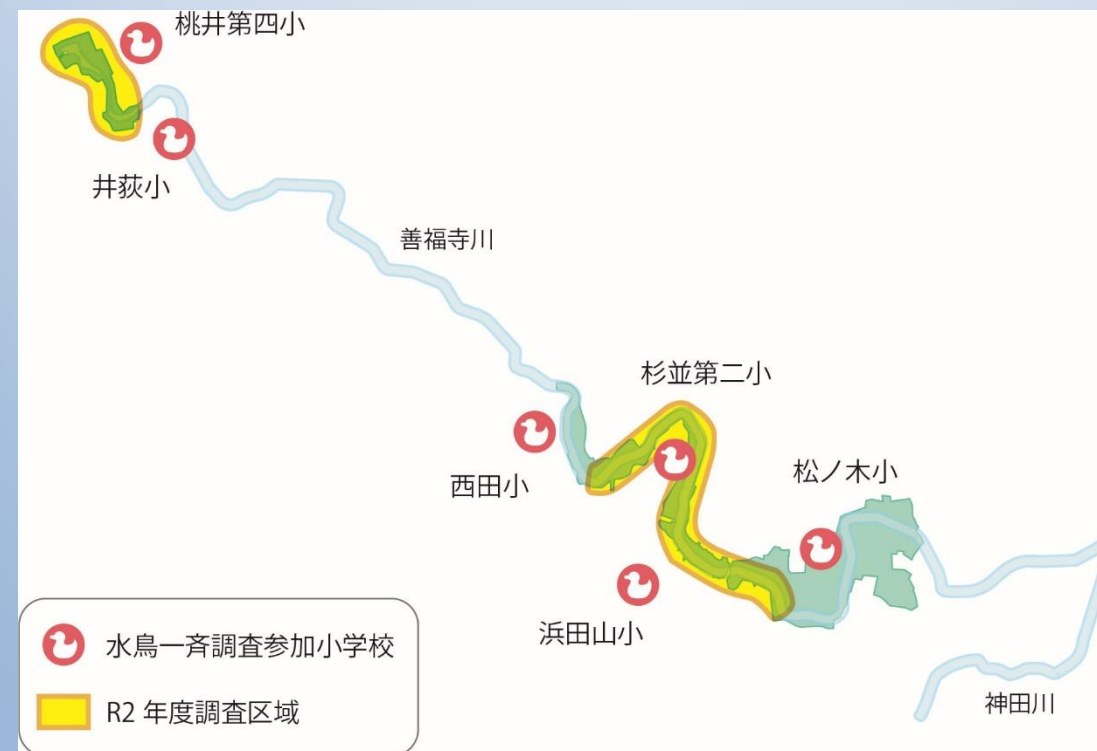 桃井第四小
井荻小
善福寺川
杉並第二小
西田小
松ノ木小
浜田山小
神田川
水鳥一斉調査参加小学校
R2 年度調査区域